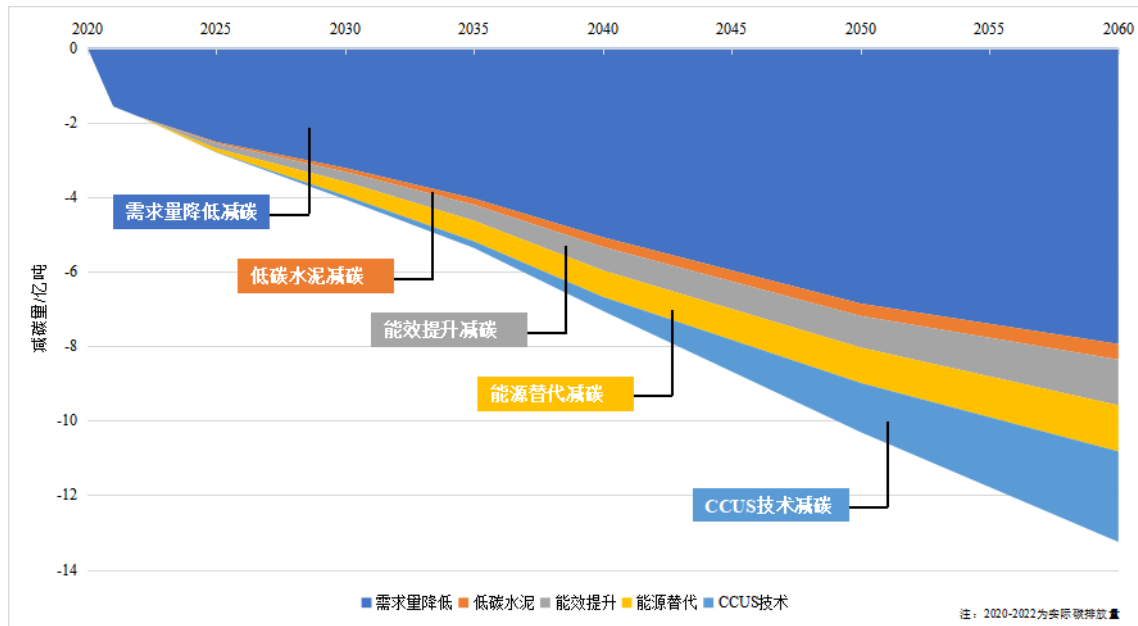 2020 2025 2030 2035 2040 2045 2050 2055 2060
0
-2
-4
-6
-8
-10
-12
-14
减碳量/亿吨
需求量降低减碳
低碳水泥减碳
能效提升减碳
能源替代减碳
CCUS技术减碳
需求量降低 低碳水泥 能效提升 能源替代 CCUS技术
注：2020-2022为实际碳排放量